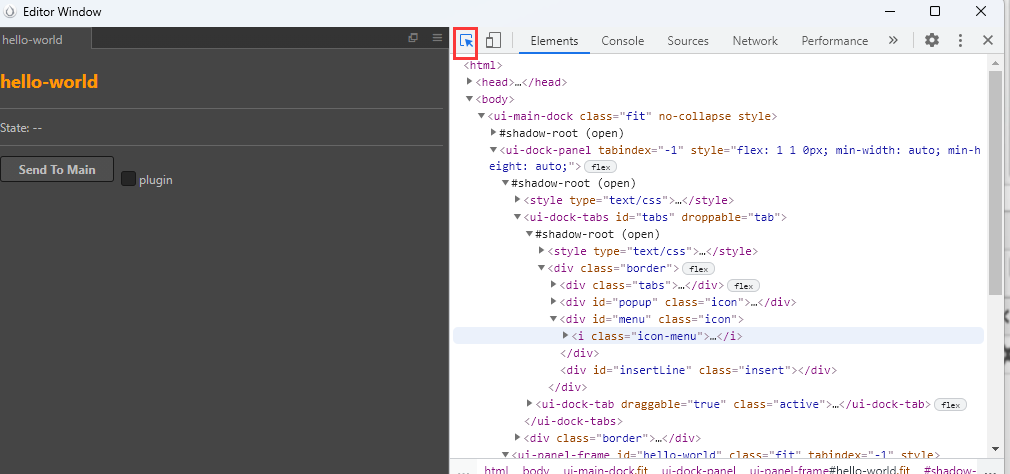 Editor Window
hello-world
hello-world
State: --
Send To Main
plugin
Elements Console Sources Network Performance »
<html>
<head>…</head>
<body>
<ui-main-dock class="fit" no-collapse style>
#shadow-root (open)
<ui-dock-panel tabindex="-1" style="flex: 1 1 0px; min-width: auto; min-h
eight: auto;"> flex
#shadow-root (open)
<style type="text/css">…</style>
<ui-dock-tabs id="tabs" droppable="tab">
#shadow-root (open)
<style type="text/css">…</style>
<div class="border"> flex
<div class="tabs">…</div> flex
<div id="popup" class="icon">…</div>
<div id="menu" class="icon">
<i class="icon-menu">…</i>
</div>
<div id="insertLine" class="insert"></div>
</div>
<ui-dock-tab draggable="true" class="active">…</ui-dock-tab> flex
</ui-dock-tabs>
<div class="border">…</div>
<ui-panel-frame id="hello-world" class="fit" tabindex="-1" style>
… html body ui-main-dock.fit ui-dock-panel ui-panel-frame#hello-world.fit #shadow- …